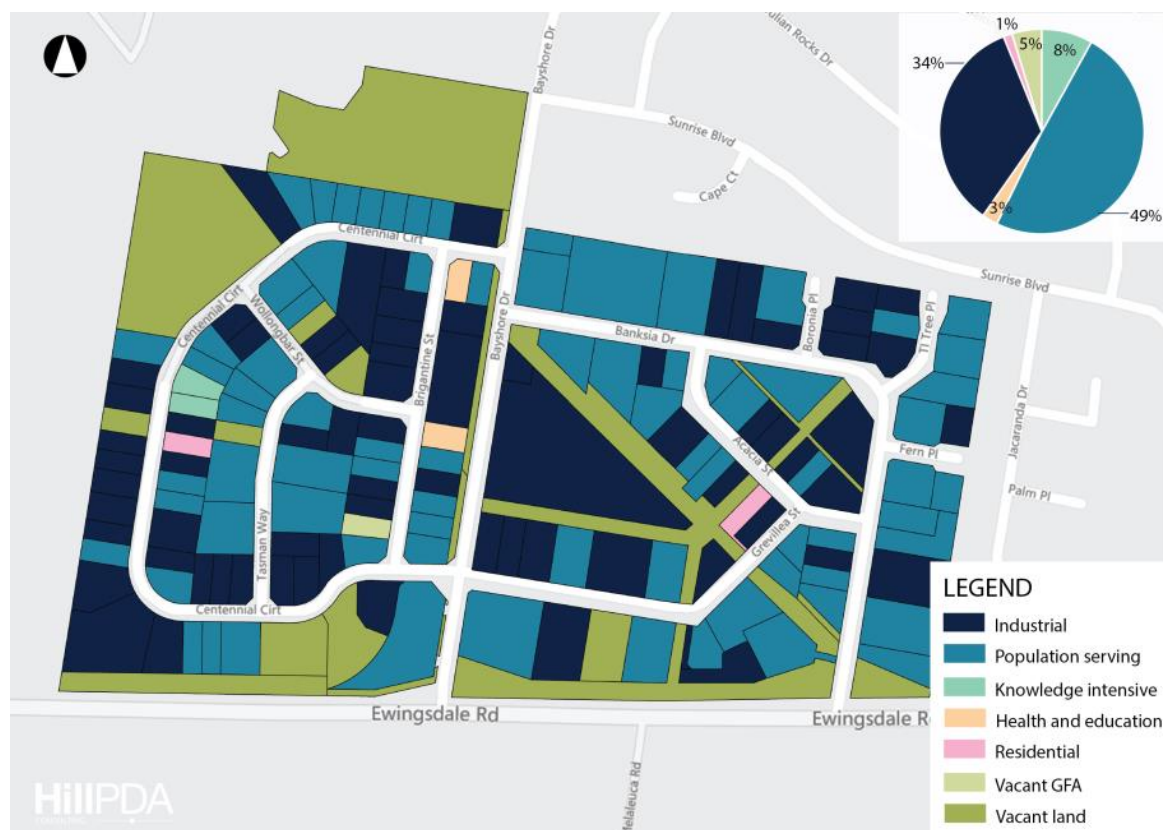 Bayshore Dr
ulian Rocks Dr
Sunrise Blvd
Cape Ct
1%
5%
8%
34%
3%
49%
Centennial Cirt
Sunrise Blvd
Centennial Cirt
Wollongbar St
Brigantine St
Bayshore Dr
Banksia Dr
Boronia Pl
TI Tree Pl
Jacaranda Dr
Acacia St
Fern Pl
Palm Pl
Grevillea St
Tasman Way
Centennial Cirt
Ewingsdale Rd
Ewingsdale R
Melaleuca Rd
LEGEND
Industrial
Population serving
Knowledge intensive
Health and education
Residential
Vacant GFA
Vacant land
HillPDA